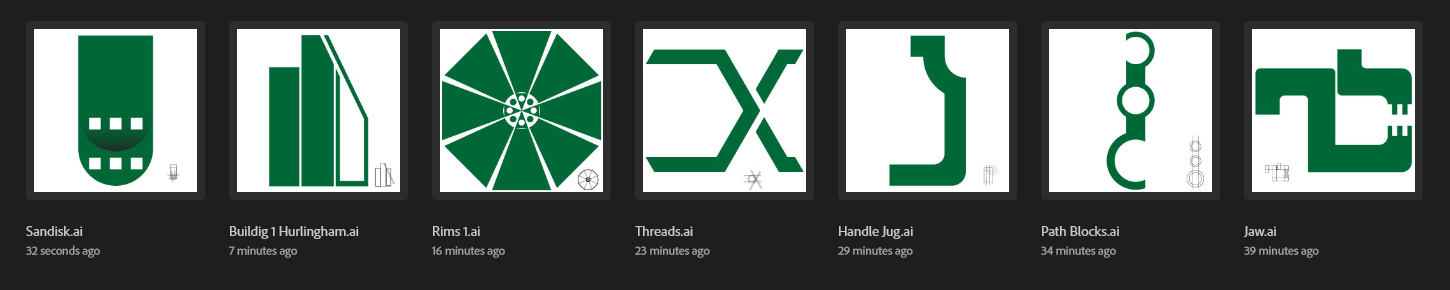 Sandisk.ai
32 seconds ago
Buildig 1 Hurlingham.ai
7 minutes ago
Rims 1.ai
16 minutes ago
Threads.ai
23 minutes ago
Handle Jug.ai
29 minutes ago
Path Blocks.ai
34 minutes ago
Jaw.ai
39 minutes ago